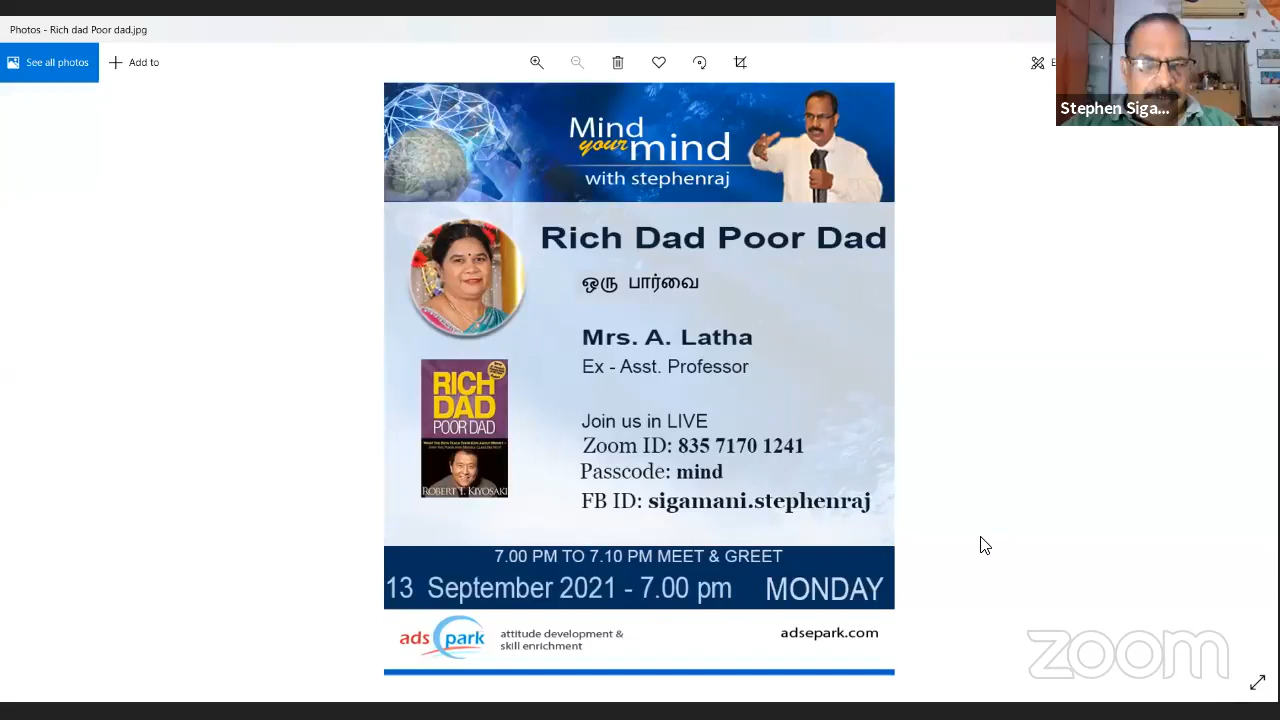 Photos - Rich dad Poor dad.jpg
See all photos
Add to
Stephen Siga...
Mind
your mind
with stephenraj
Rich Dad Poor Dad
ஒரு பார்வை
Mrs. A. Latha
Ex - Asst. Professor
RICH
DAD
POOR DAD
ROBERT T. KIYOSAKI
Join us in LIVE
Zoom ID: 835 7170 1241
Passcode: mind
FB ID: sigamani.stephenraj
7.00 PM TO 7.10 PM MEET & GREET
13 September 2021 - 7.00 pm MONDAY
ads park
attitude development &
skill enrichment
adsepark.com
zoom